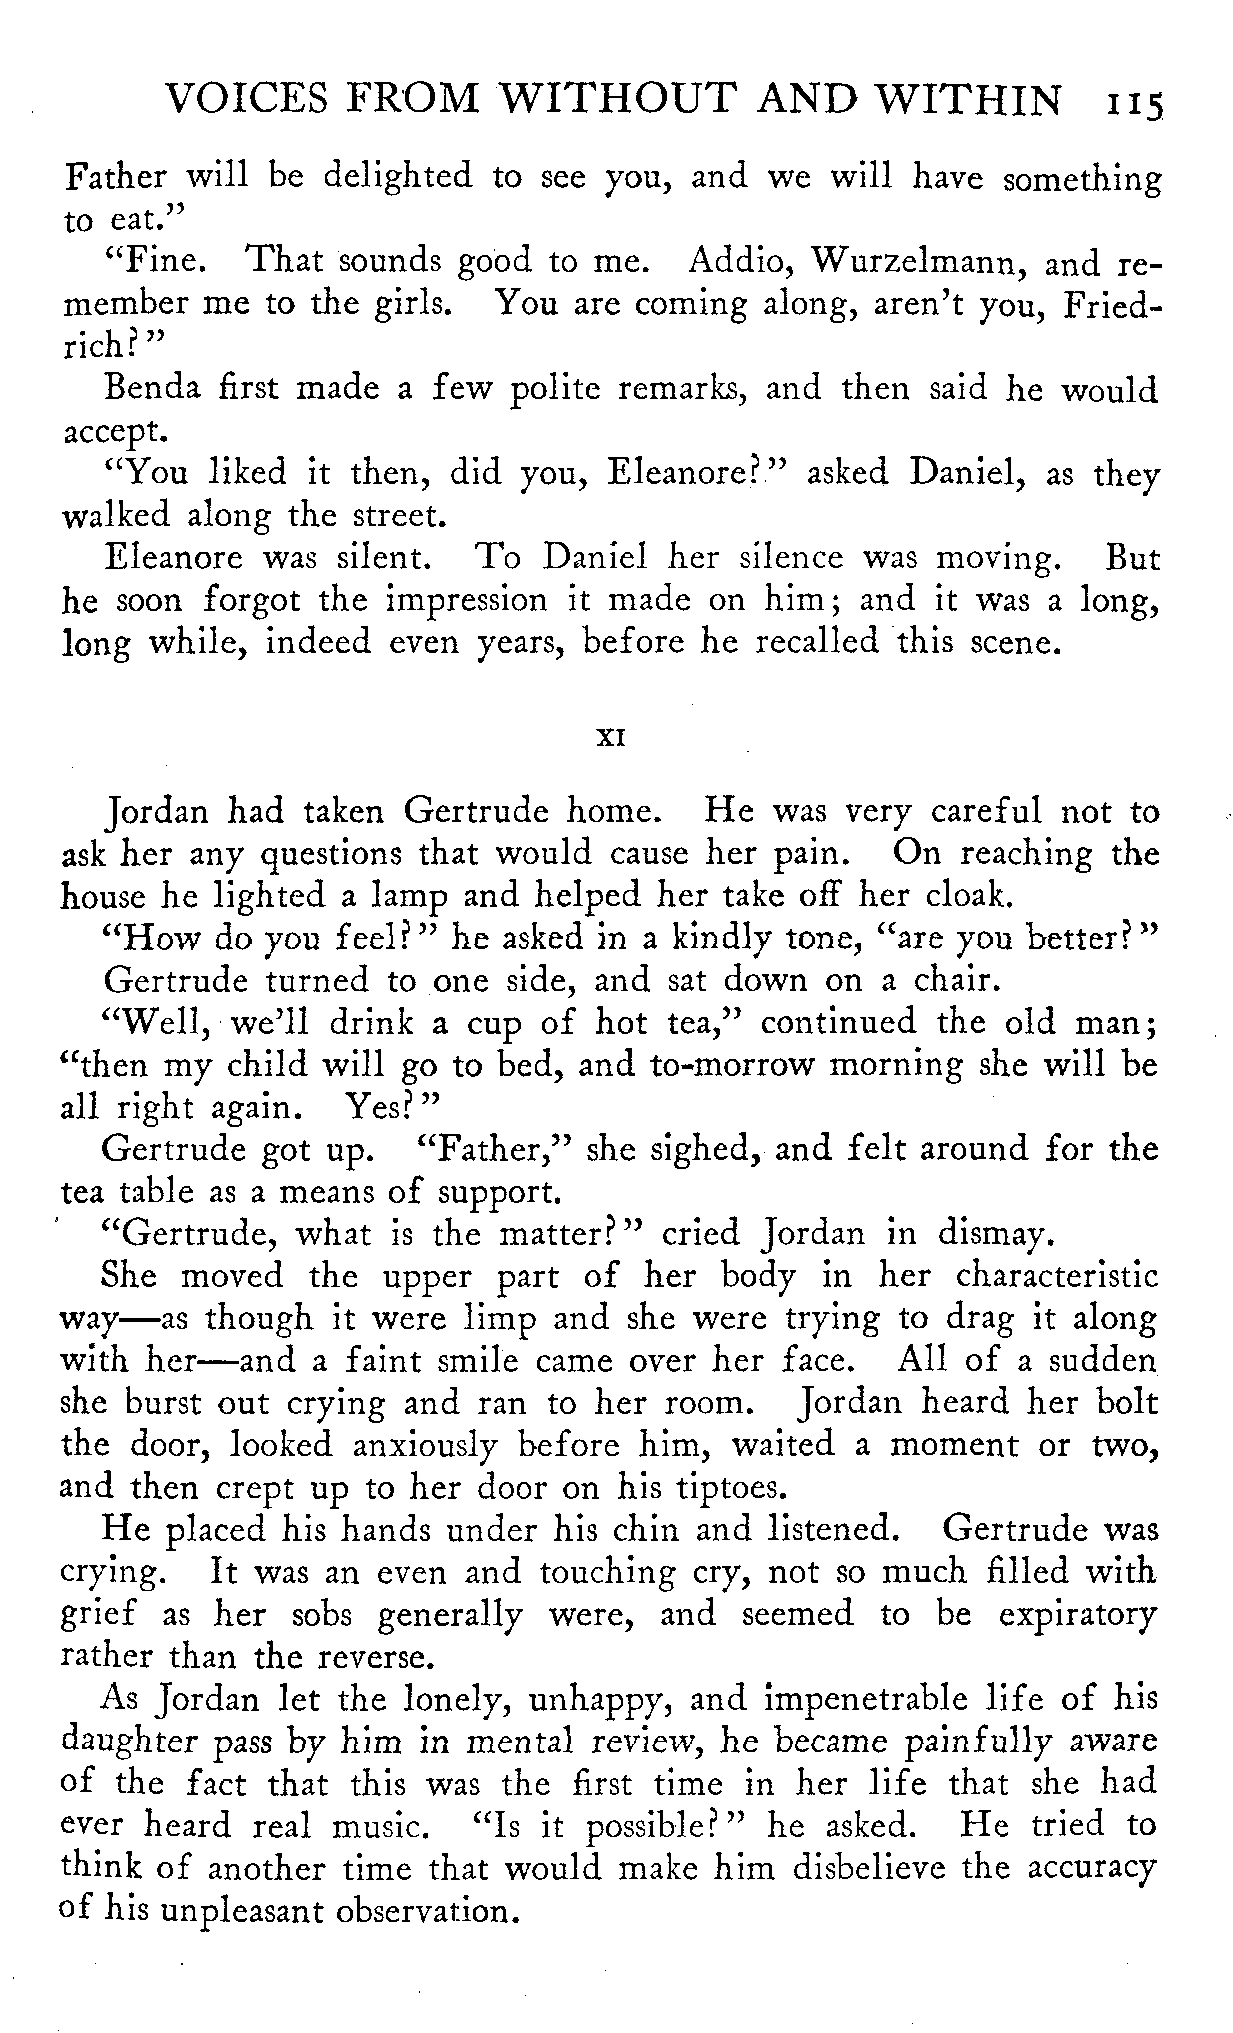 VOICES FROM WITHOUT AND WITHIN 115
Father will be delighted to see you, and we will have something
to eat."
"Fine. That sounds good to me. Addio, Wurzelmann, and re-
member me to the girls. You are coming along, aren't you, Fried-
rich?"
Benda first made a few polite remarks, and then said he would
accept.
"You liked it then, did you, Eleanore?" asked Daniel, as they
walked along the street.
Eleanore was silent. To Daniel her silence was moving. But
he soon forgot the impression it made on him; and it was a long,
long while, indeed even years, before he recalled this scene.
XI
Jordan had taken Gertrude home. He was very careful not to
ask her any questions that would cause her pain. On reaching the
house he lighted a lamp and helped her take off her cloak.
"How do you feel?" he asked in a kindly tone, "are you better?"
Gertrude turned to one side, and sat down on a chair.
"Well, we'll drink a cup of hot tea," continued the old man;
"then my child will go to bed, and to-morrow morning she will be
all right again. Yes?"
Gertrude got up. "Father," she sighed, and felt around for the
tea table as a means of support.
"Gertrude, what is the matter?" cried Jordan in dismay.
She moved the upper part of her body in her characteristic
way—as though it were limp and she were trying to drag it along
with her—and a faint smile came over her face. All of a sudden
she burst out crying and ran to her room. Jordan heard her bolt
the door, looked anxiously before him, waited a moment or two,
and then crept up to her door on his tiptoes.
He placed his hands under his chin and listened. Gertrude was
crying. It was an even and touching cry, not so much filled with
grief as her sobs generally were, and seemed to be expiratory
rather than the reverse.
As Jordan let the lonely, unhappy, and impenetrable life of his
daughter pass by him in mental review, he became painfully aware
of the fact that this was the first time in her life that she had
ever heard real music. "Is it possible?" he asked. He tried to
think of another time that would make him disbelieve the accuracy
of his unpleasant observation.